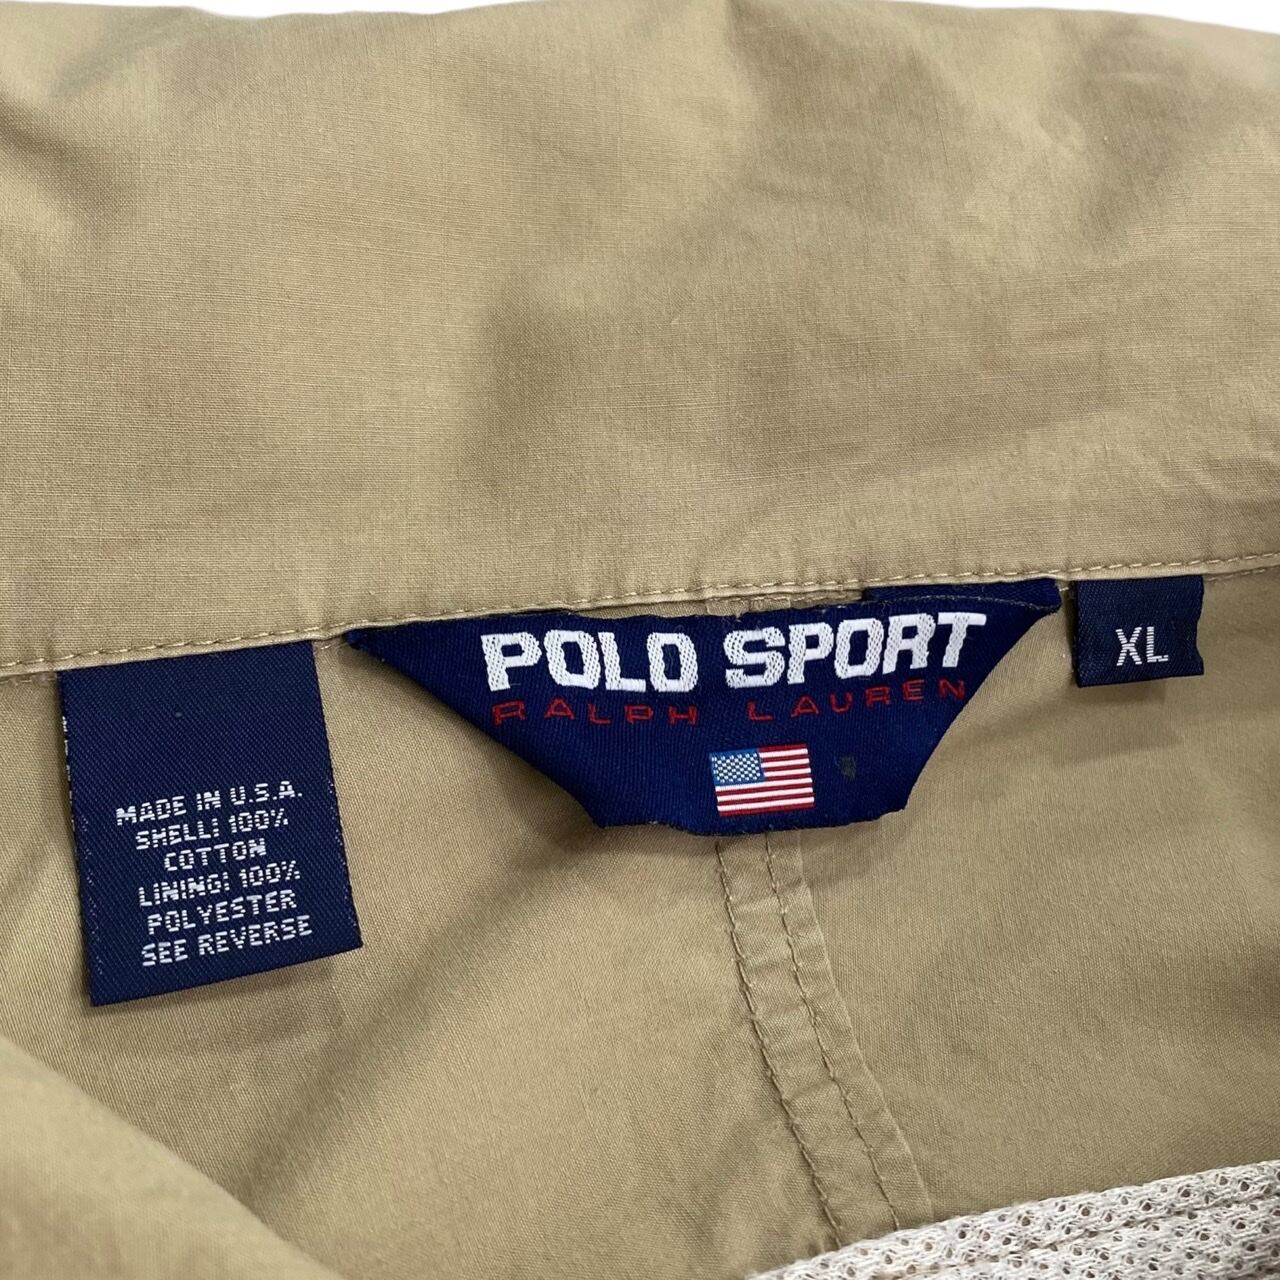 POLO SPORT
RALPH LAUREN
XL
MADE IN U.S.A.
SHELL: 100%
COTTON
LINING: 100%
POLYESTER
SEE REVERSE